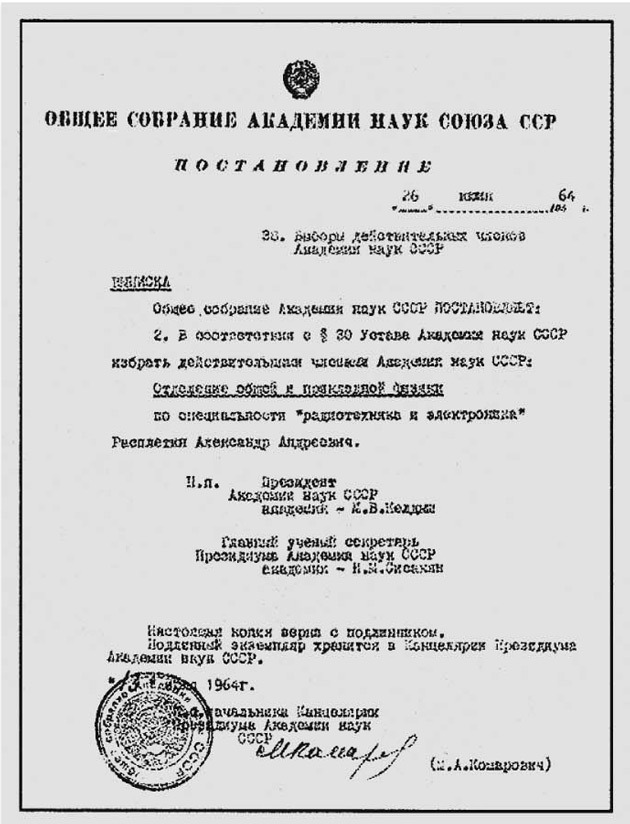 ОБЩЕЕ СОБРАНИЕ АКАДЕМИИ НАУК СОЮЗА ССР
ПОСТАНОВЛЕНИЕ
"26" июня 1964 г.
38. Выборы действительных членов
Академии наук СССР
ВЫПИСКА
Общее собрание Академии наук СССР ПОСТАНОВЛЯЕТ:
2. В соответствии с § 30 Устава Академии наук СССР
избрать действительным членом Академии наук СССР:
Отделение общей и прикладной физики
по специальности "радиотехника и электроника"
Расплетин Александр Андреевич.
П.п. Президент
Академии наук СССР
академик - М.В.Келдыш
Главный ученый секретарь
Президиума Академии наук СССР
академик - Н.М.Сисакян
Настоящая копия верна с подлинником.
Подлинный экземпляр хранится в Канцелярии Президиума
Академии наук СССР.
1964г.
начальника Канцелярии
Президиума Академии наук
СССР
(М.А.Комарович)